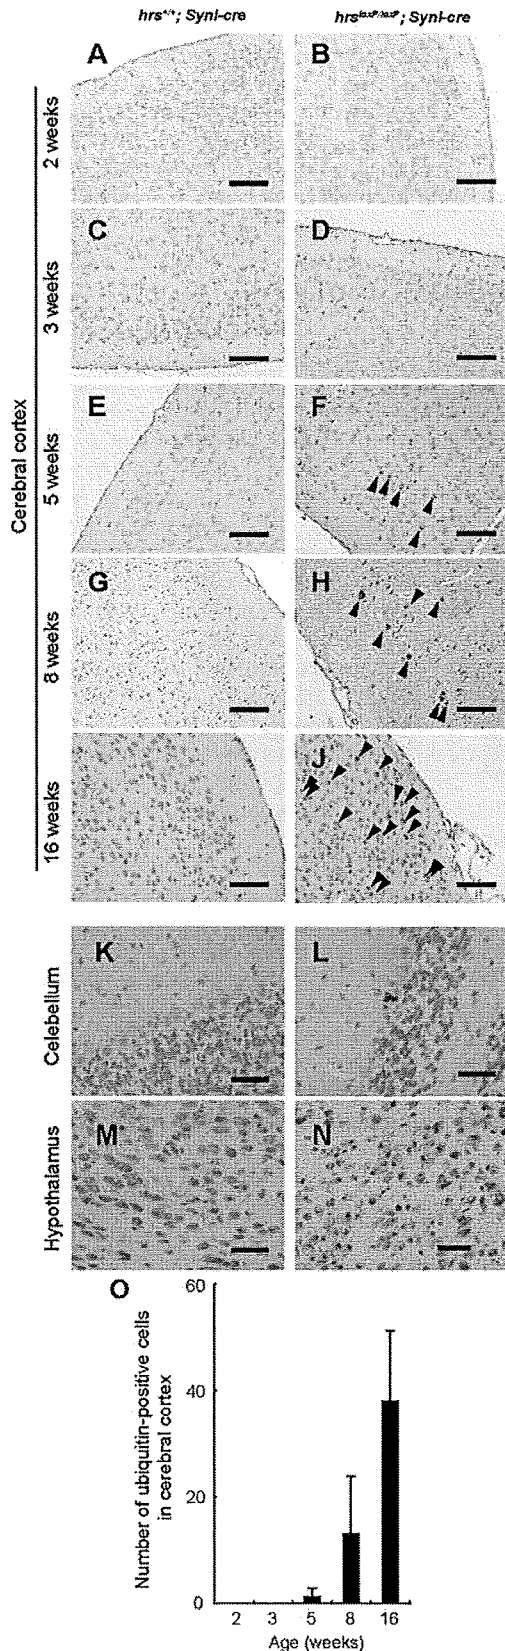 hrs+/+; SynI-cre
hrsloxP/loxP; SynI-cre
A
B
2 weeks
C
D
3 weeks
Cerebral cortex
E
F
5 weeks
G
H
8 weeks
J
16 weeks
K
L
Celebellum
M
N
Hypothalamus
O
60
40
20
0
Number of ubiquitin-positive cells
in cerebral cortex
2 3 5 8 16
Age (weeks)